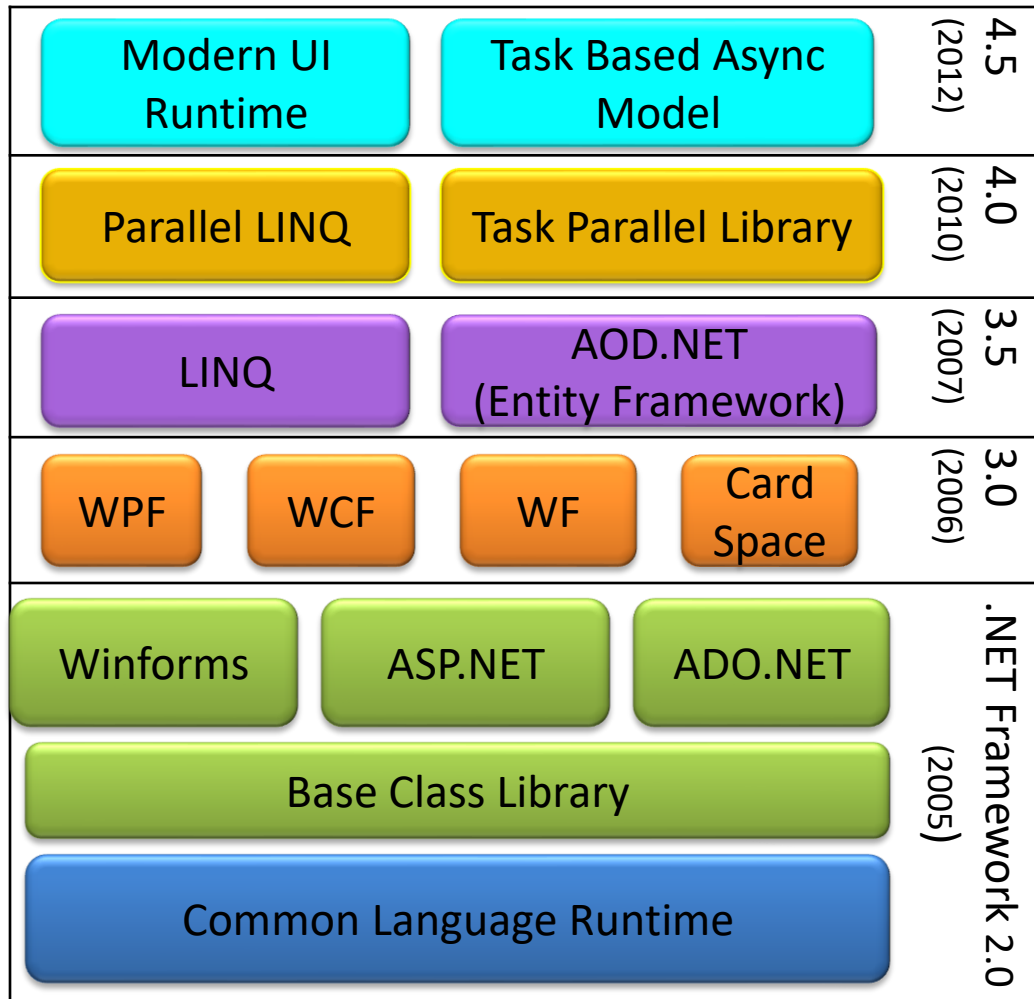 Modern UI
Runtime
Task Based Async
Model
4.5
(2012)
Parallel LINQ
Task Parallel Library
4.0
(2010)
LINQ
AOD.NET
(Entity Framework)
3.5
(2007)
WPF
WCF
WF
Card
Space
3.0
(2006)
Winforms
ASP.NET
ADO.NET
Base Class Library
Common Language Runtime
.NET Framework 2.0
(2005)